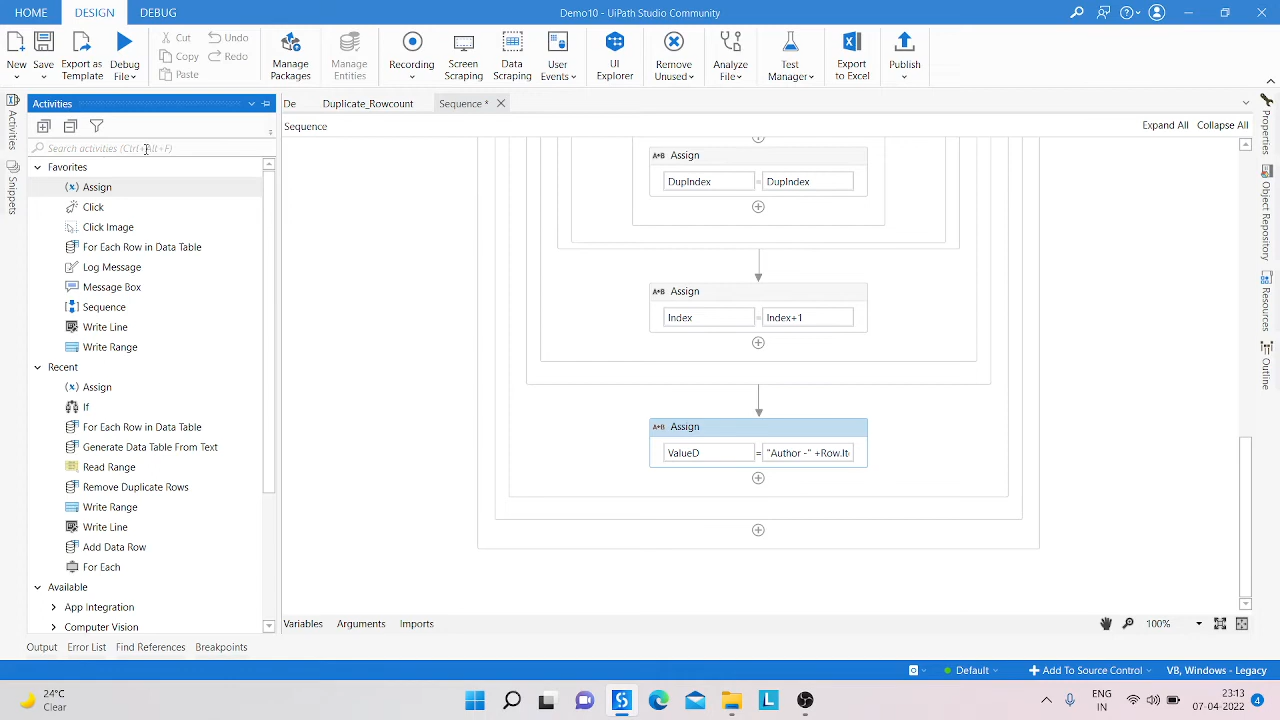 HOME
DESIGN
DEBUG
Demo10 - UiPath Studio Community
New
Save
Export as Template
Debug File
Cut
Copy
Paste
Undo
Redo
Manage Packages
Manage Entities
Recording
Screen Scraping
Data Scraping
User Events
UI Explorer
Remove Unused
Analyze File
Test Manager
Export to Excel
Publish
Activities
De
Duplicate_Rowcount
Sequence *
Sequence
Expand All
Collapse All
Search activities (Ctrl+Alt+F)
Favorites
Assign
Click
Click Image
For Each Row in Data Table
Log Message
Message Box
Sequence
Write Line
Write Range
Recent
Assign
If
For Each Row in Data Table
Generate Data Table From Text
Read Range
Remove Duplicate Rows
Write Range
Write Line
Add Data Row
For Each
Available
App Integration
Computer Vision
Activities
Snippets
A+B Assign
DupIndex = DupIndex
A+B Assign
Index = Index+1
A+B Assign
ValueD = "Author -" +Row.It
Properties
Object Repository
Resources
Outline
Variables
Arguments
Imports
100%
Output
Error List
Find References
Breakpoints
Default
Add To Source Control
VB, Windows - Legacy
24°C
Clear
ENG
IN
23:13
07-04-2022
4